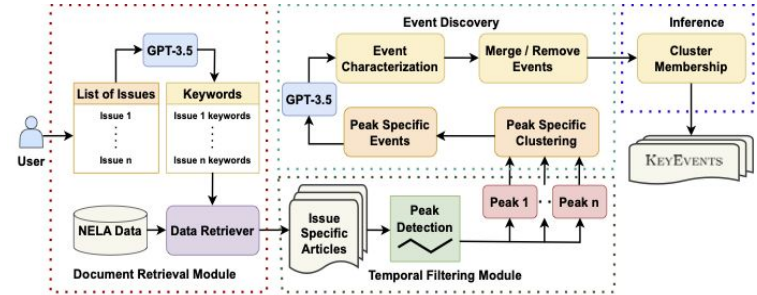 Event Discovery
Inference
GPT-3.5
Event
Characterization
Merge / Remove
Events
Cluster
Membership
List of Issues
Issue 1
Issue n
Keywords
Issue 1 keywords
Issue n keywords
GPT-3.5
User
Peak Specific
Events
Peak Specific
Clustering
KEYEVENTS
NELA Data
Data Retriever
Issue
Specific
Articles
Peak
Detection
Peak 1
Peak n
Document Retrieval Module
Temporal Filtering Module